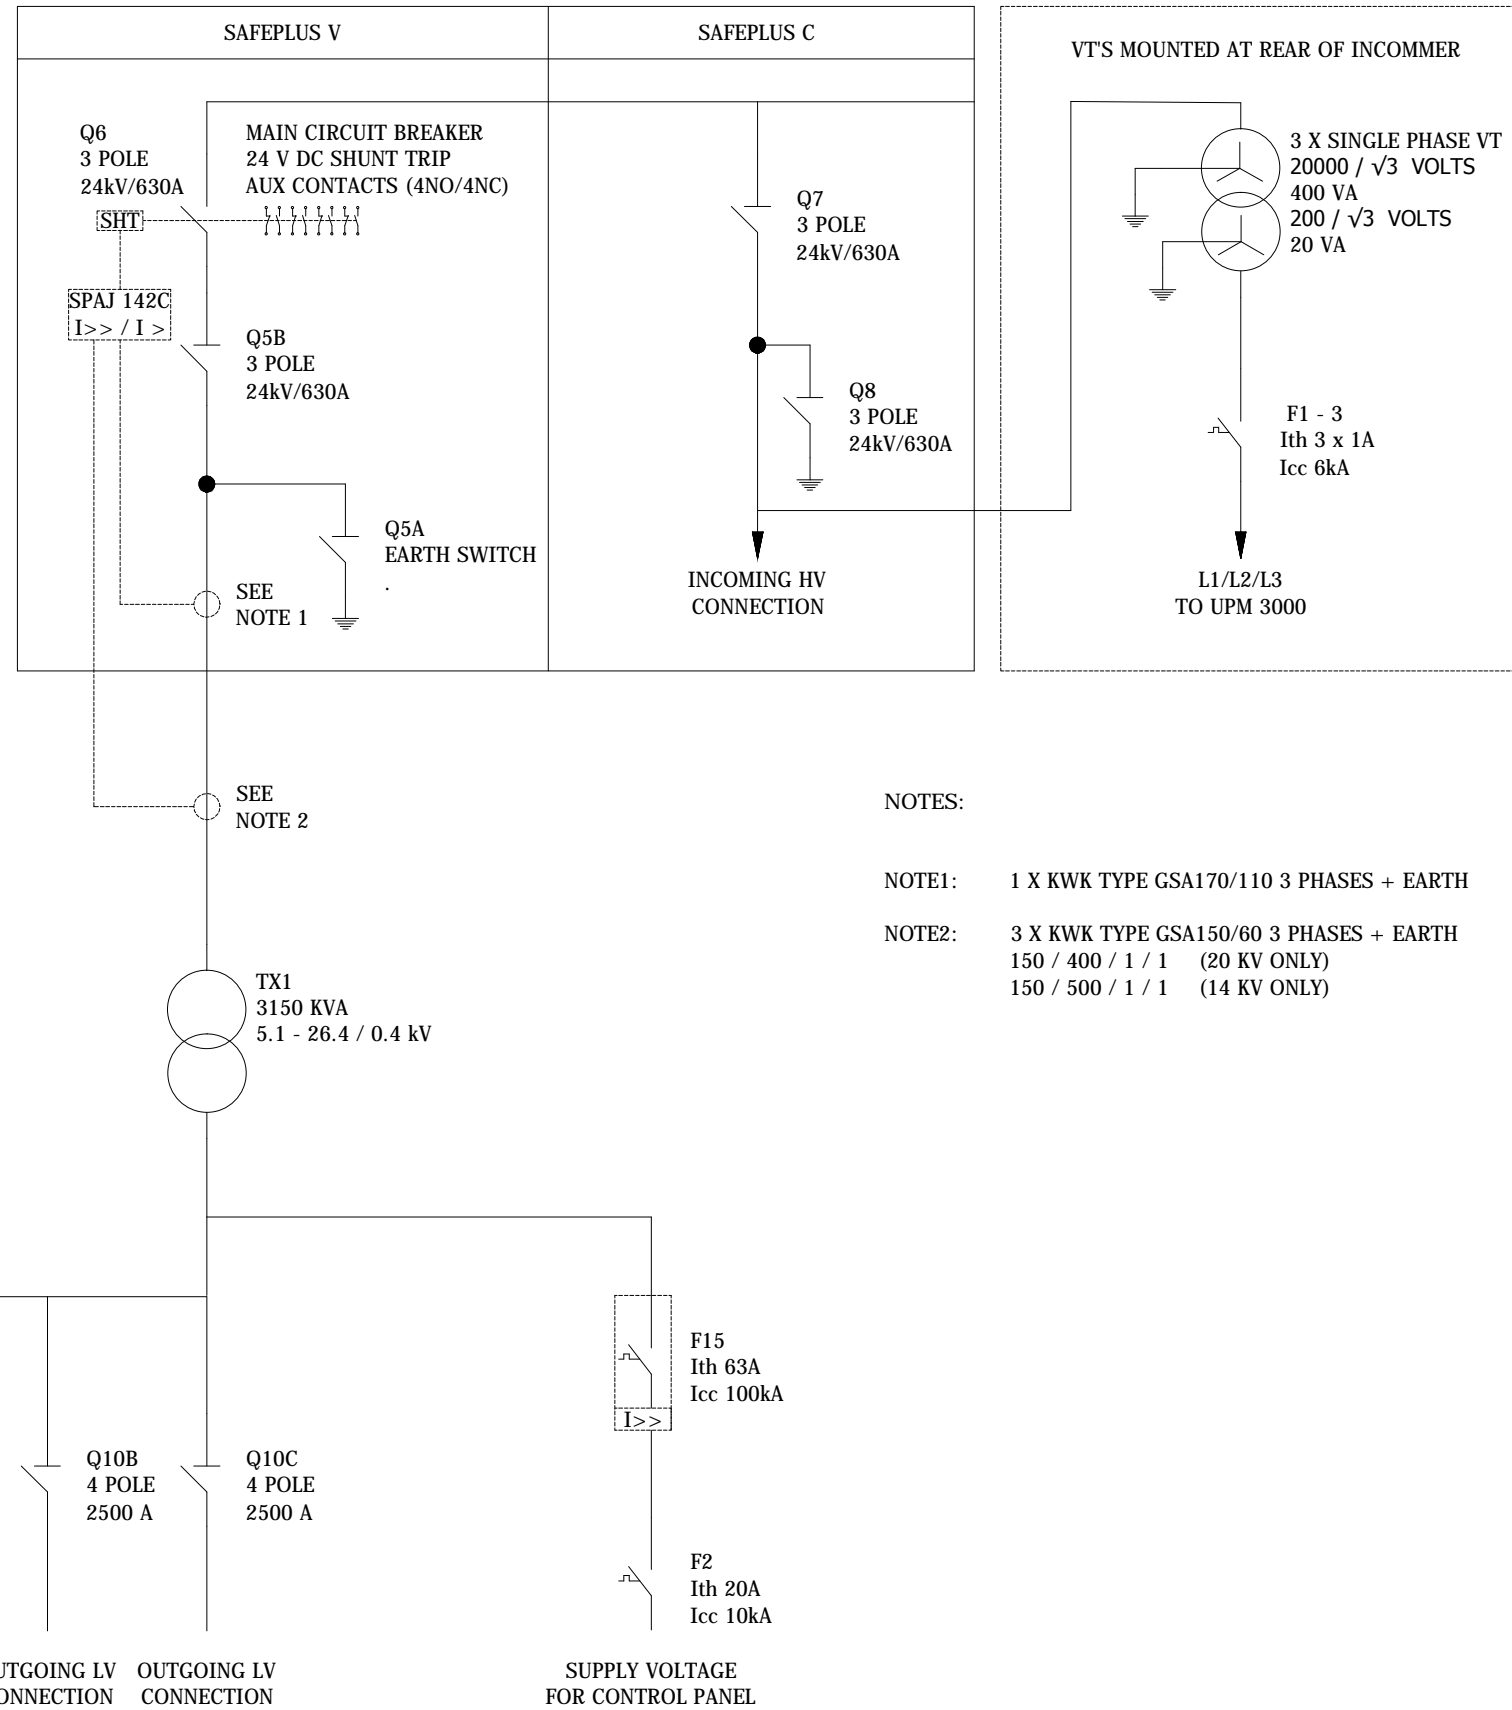 SAFEPLUS V
SAFEPLUS C
VT'S MOUNTED AT REAR OF INCOMMER
Q6
3 POLE
24kV/630A
MAIN CIRCUIT BREAKER
24 V DC SHUNT TRIP
AUX CONTACTS (4NO/4NC)
SHT
SPAJ 142C
I>> / I >
Q5B
3 POLE
24kV/630A
Q5A
EARTH SWITCH
.
SEE
NOTE 1
Q7
3 POLE
24kV/630A
Q8
3 POLE
24kV/630A
INCOMING HV
CONNECTION
3 X SINGLE PHASE VT
20000 / √3 VOLTS
400 VA
200 / √3 VOLTS
20 VA
F1 - 3
Ith 3 x 1A
Icc 6kA
L1/L2/L3
TO UPM 3000
SEE
NOTE 2
NOTES:
NOTE1: 1 X KWK TYPE GSA170/110 3 PHASES + EARTH
NOTE2: 3 X KWK TYPE GSA150/60 3 PHASES + EARTH
150 / 400 / 1 / 1 (20 KV ONLY)
150 / 500 / 1 / 1 (14 KV ONLY)
TX1
3150 KVA
5.1 - 26.4 / 0.4 kV
F15
Ith 63A
Icc 100kA
I>>
Q10B
4 POLE
2500 A
Q10C
4 POLE
2500 A
F2
Ith 20A
Icc 10kA
UTGOING LV
ONNECTION
OUTGOING LV
CONNECTION
SUPPLY VOLTAGE
FOR CONTROL PANEL